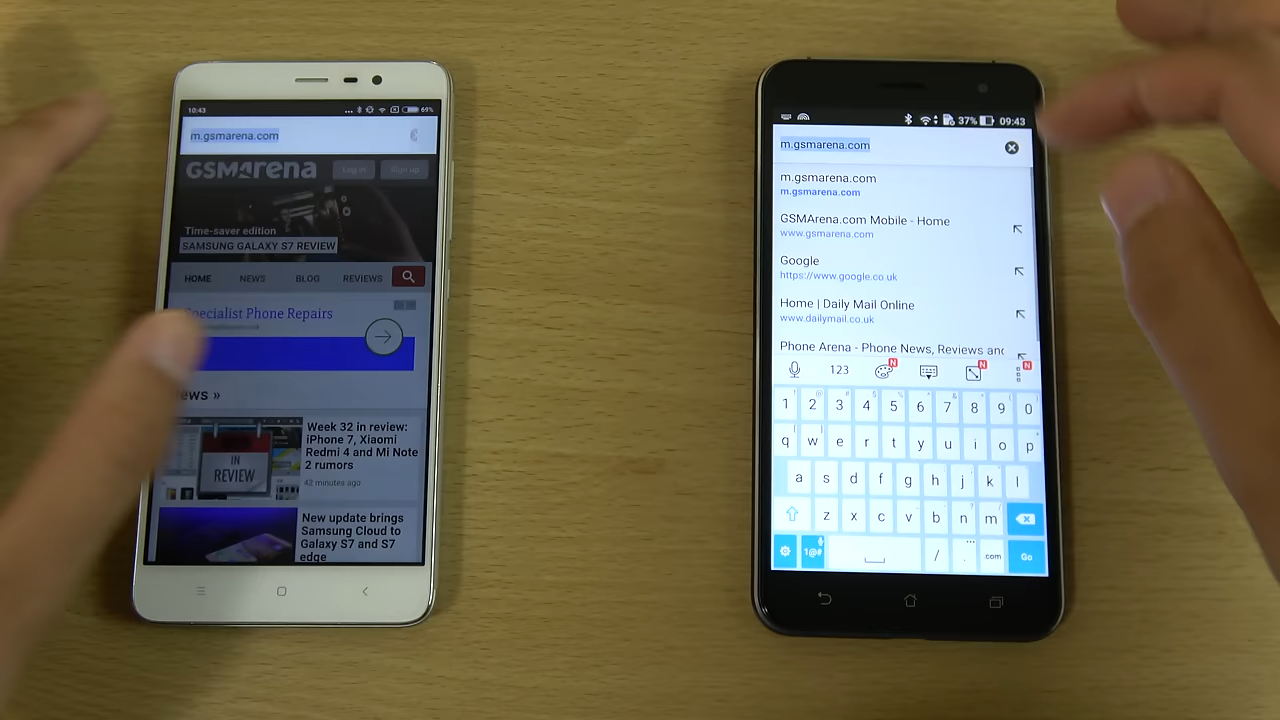 10:43
69%
m.gsmarena.com
GSMArena
Log in
Sign up
Time-saver edition
SAMSUNG GALAXY S7 REVIEW
HOME NEWS BLOG REVIEWS
Specialist Phone Repairs
ews »
IN
REVIEW
Week 32 in review:
iPhone 7, Xiaomi
Redmi 4 and Mi Note
2 rumors
42 minutes ago
New update brings
Samsung Cloud to
Galaxy S7 and S7
edge
37% 09:43
m.gsmarena.com
m.gsmarena.com
m.gsmarena.com
GSMArena.com Mobile - Home
www.gsmarena.com
Google
https://www.google.co.uk
Home | Daily Mail Online
www.dailymail.co.uk
Phone Arena - Phone News, Reviews and
123 N N N
1 2 3 4 5 6 7 8 9 0
q w e r t y u i o p
a s d f g h j k l
z x c v b n m
1@# / . .com Go